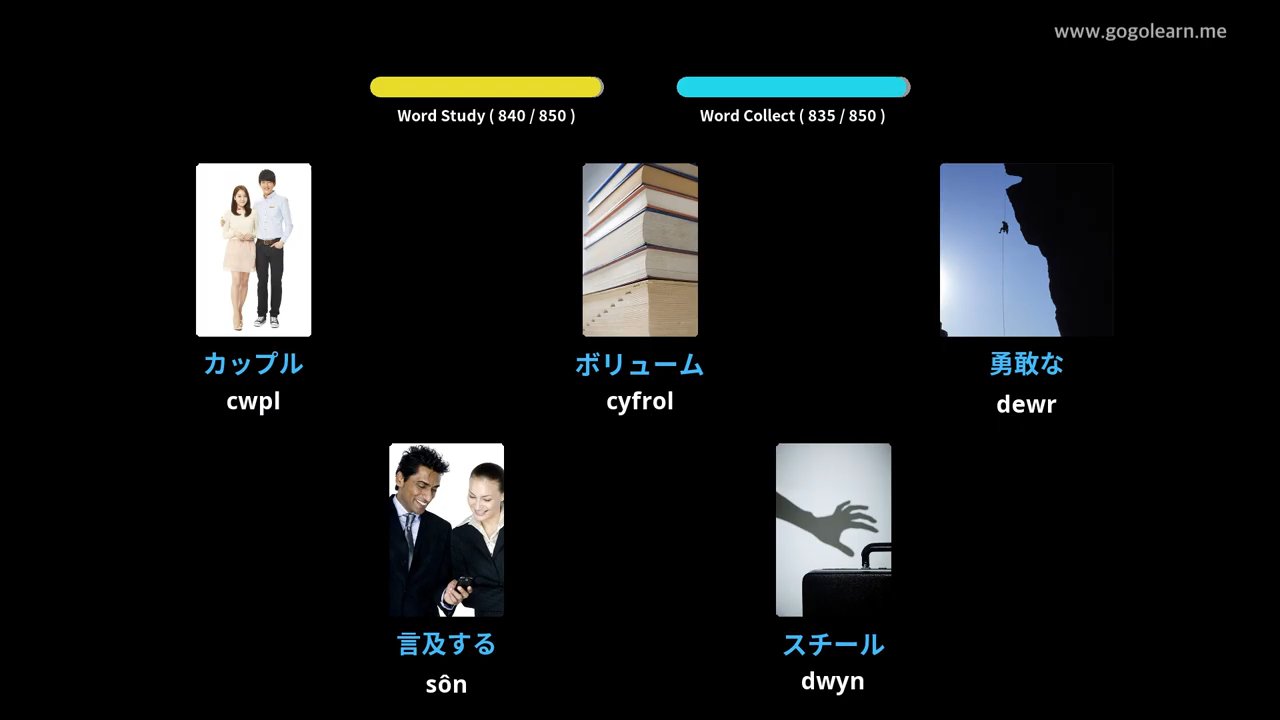 www.gogolearn.me
Word Study ( 840 / 850 )
Word Collect ( 835 / 850 )
カップル
cwpl
ボリューム
cyfrol
勇敢な
dewr
言及する
sôn
スチール
dwyn